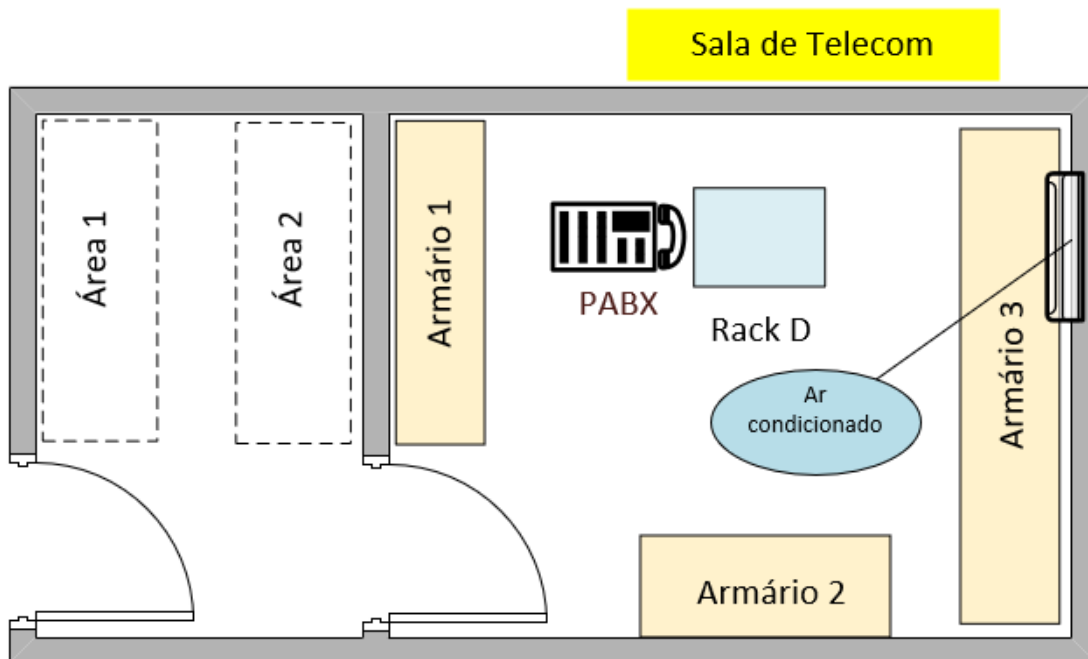 Sala de Telecom
Área 1
Área 2
Armário 1
PABX
Rack D
Armário 3
Ar
condicionado
Armário 2